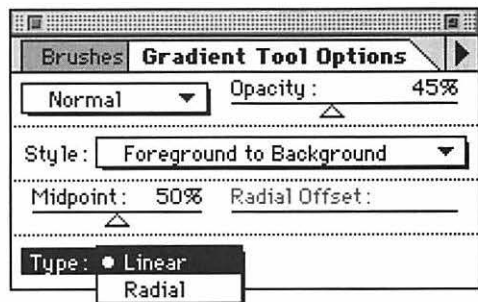 Brushes Gradient Tool Options
Normal Opacity: 45%
Style: Foreground to Background
Midpoint: 50% Radial Offset:
Type: Linear
Radial